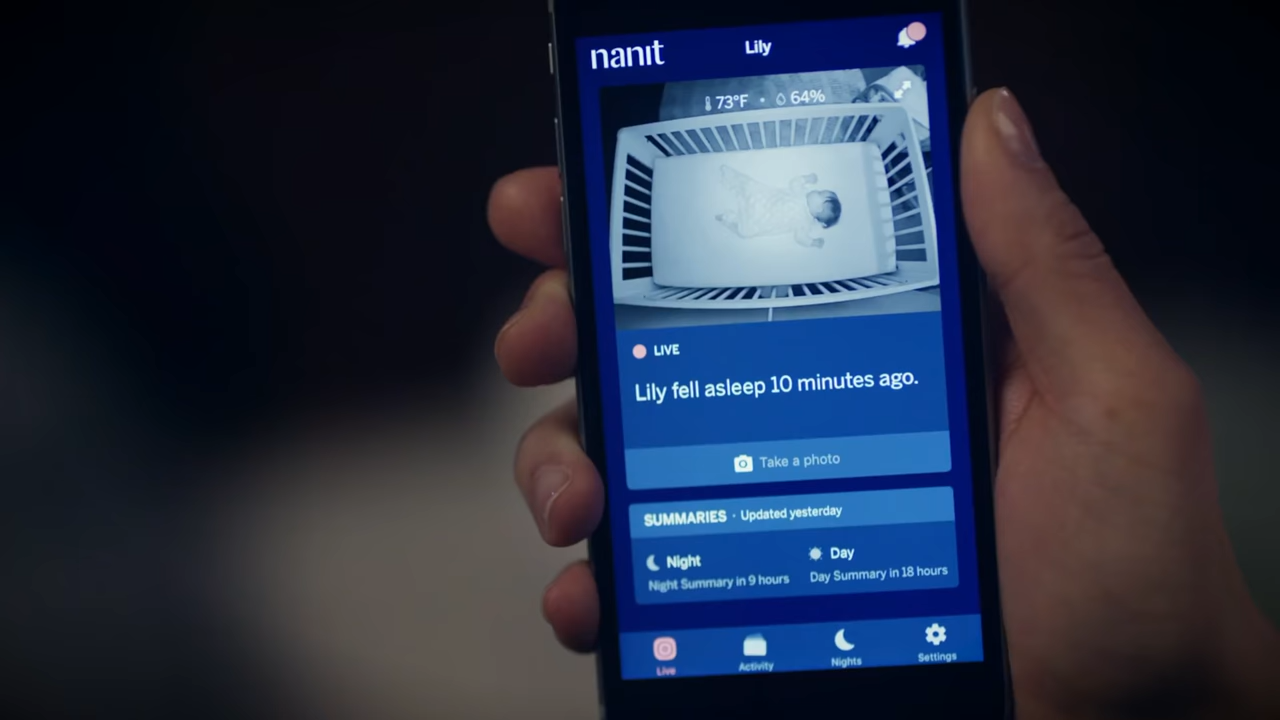 nanit
Lily
73°F • 64%
LIVE
Lily fell asleep 10 minutes ago.
Take a photo
SUMMARIES · Updated yesterday
Night
Night Summary in 9 hours
Day
Day Summary in 18 hours
Live
Activity
Nights
Settings